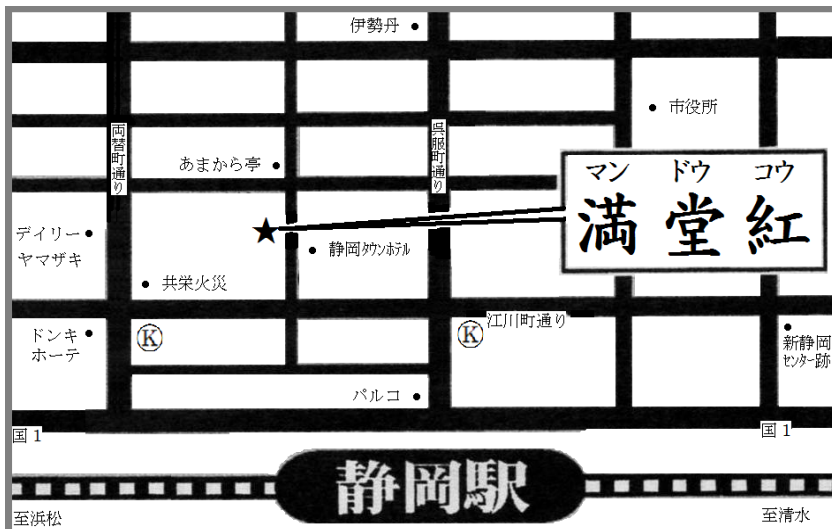 伊勢丹
市役所
両替町通り
呉服町通り
あまから亭
マン ドウ コウ
満 堂 紅
デイリー
ヤマザキ
静岡タウンホテル
共栄火災
ドンキ
ホーテ
K
K
江川町通り
新静岡
センター跡
パルコ
国1
国1
静岡駅
至浜松
至清水